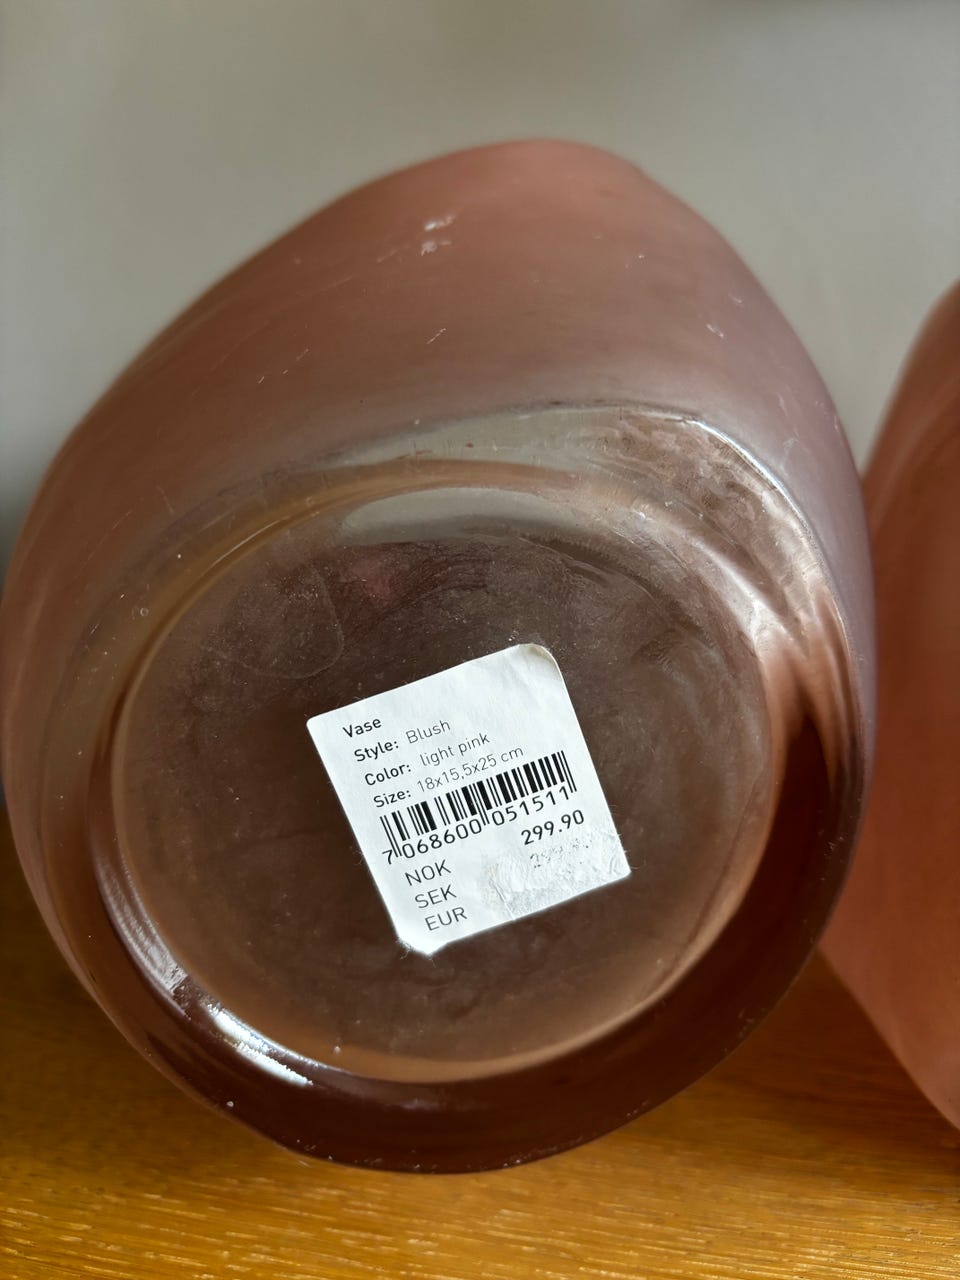 Vase
Style: Blush
Color: light pink
Size: 18x15,5x25 cm
7 068600 051511
NOK 299.90
SEK
EUR